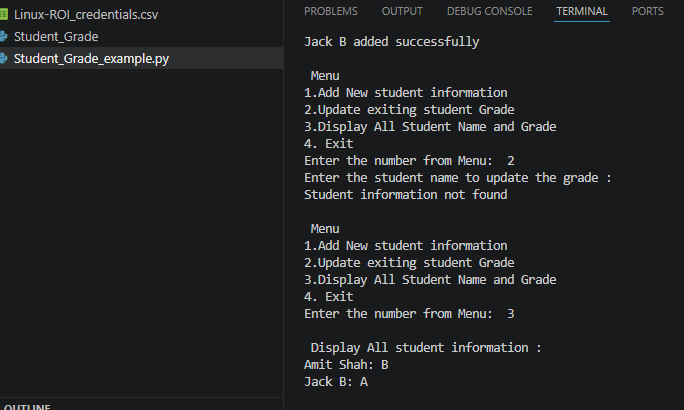 Linux-ROI_credentials.csv
Student_Grade
Student_Grade_example.py
OUTLINE
PROBLEMS OUTPUT DEBUG CONSOLE TERMINAL PORTS
Jack B added successfully
Menu
1.Add New student information
2.Update exiting student Grade
3.Display All Student Name and Grade
4. Exit
Enter the number from Menu:  2
Enter the student name to update the grade :
Student information not found
Menu
1.Add New student information
2.Update exiting student Grade
3.Display All Student Name and Grade
4. Exit
Enter the number from Menu:  3
Display All student information :
Amit Shah: B
Jack B: A